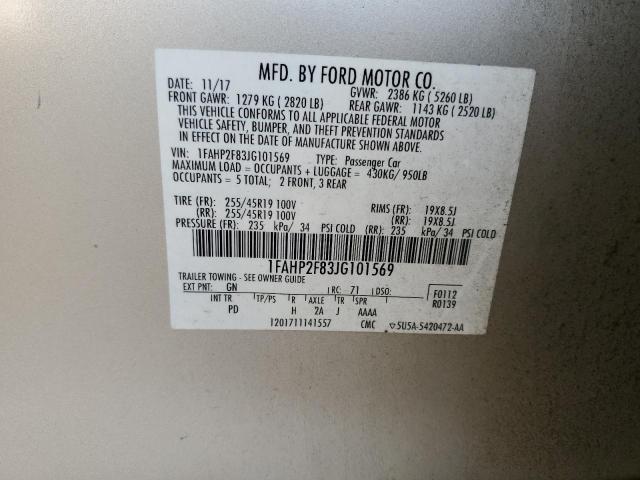 MFD. BY FORD MOTOR CO.
DATE: 11/17 GVWR: 2386 KG ( 5260 LB)
FRONT GAWR: 1279 KG ( 2820 LB) REAR GAWR: 1143 KG ( 2520 LB)
THIS VEHICLE CONFORMS TO ALL APPLICABLE FEDERAL MOTOR
VEHICLE SAFETY, BUMPER, AND THEFT PREVENTION STANDARDS
IN EFFECT ON THE DATE OF MANUFACTURE SHOWN ABOVE.
VIN: 1FAHP2F83JG101569 TYPE: Passenger Car
MAXIMUM LOAD = OCCUPANTS + LUGGAGE = 430KG/ 950LB
OCCUPANTS = 5 TOTAL; 2 FRONT, 3 REAR
TIRE (FR): 255/45R19 100V RIMS (FR): 19X8.5J
(RR): 255/45R19 100V (RR): 19X8.5J
PRESSURE (FR): 235 kPa/ 34 PSI COLD (RR): 235 kPa/ 34 PSI COLD
1FAHP2F83JG101569
TRAILER TOWING - SEE OWNER GUIDE
EXT PNT: GN RC: 71 DSO: F0112
INT TR TP/PS R AXLE TR SPR R0139
PD H 2A J AAAA
1201711141557 CMC ▽5U5A-5420472-AA